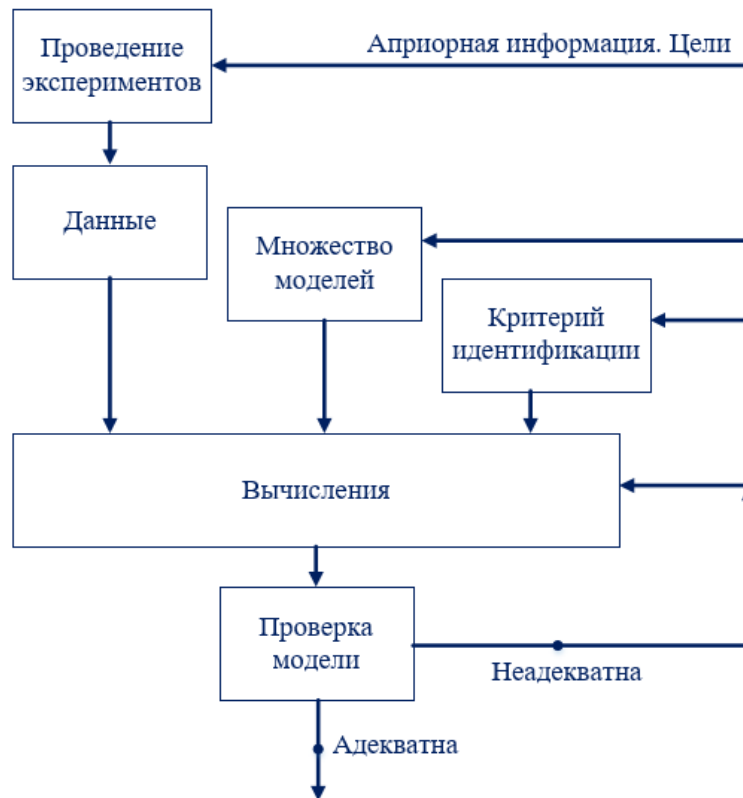 Проведение
экспериментов
Априорная информация. Цели
Данные
Множество
моделей
Критерий
идентификации
Вычисления
Проверка
модели
Неадекватна
Адекватна